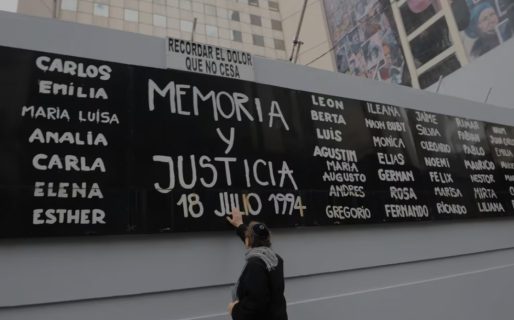 RECORDAR EL DOLOR
QUE NO CESA
CARLOS
EMILIA
MARIA LUÍSA
ANALIA
CARLA
ELENA
ESTHER
MEMORIA
y
JUSTICIA
18 JULIO 1994
LEON
BERTA
LUIS
AGUSTIN
MARIA
AUGUSTO
ANDRES
GREGORIO
ILEANA
MONICA
ELIAS
GERMAN
ROSA
FERNANDO
JAIME
SILVIA
NOEMI
FELIX
MARISA
RICARDO
FABIAN
PABLO
MAURICIO
NESTOR
MIRTA
LILIANA